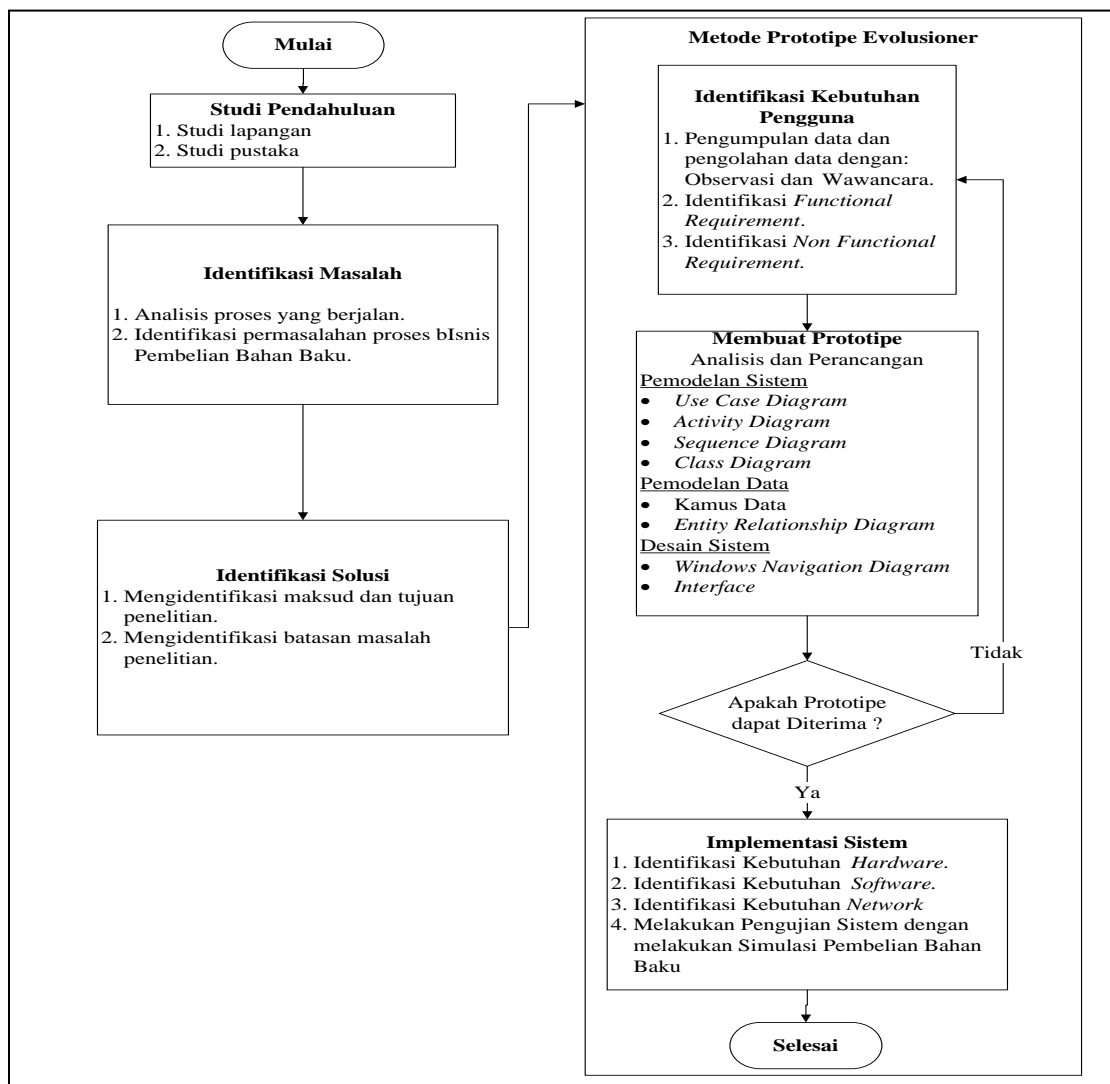 Mulai
Studi Pendahuluan
1. Studi lapangan
2. Studi pustaka
Identifikasi Masalah
1. Analisis proses yang berjalan.
2. Identifikasi permasalahan proses bIsnis
Pembelian Bahan Baku.
Identifikasi Solusi
1. Mengidentifikasi maksud dan tujuan
penelitian.
2. Mengidentifikasi batasan masalah
penelitian.
Metode Prototipe Evolusioner
Identifikasi Kebutuhan
Pengguna
1. Pengumpulan data dan
pengolahan data dengan:
Observasi dan Wawancara.
2. Identifikasi Functional
Requirement.
3. Identifikasi Non Functional
Requirement.
Membuat Prototipe
Analisis dan Perancangan
Pemodelan Sistem
• Use Case Diagram
• Activity Diagram
• Sequence Diagram
• Class Diagram
Pemodelan Data
• Kamus Data
• Entity Relationship Diagram
Desain Sistem
• Windows Navigation Diagram
• Interface
Tidak
Apakah Prototipe
dapat Diterima ?
Ya
Implementasi Sistem
1. Identifikasi Kebutuhan Hardware.
2. Identifikasi Kebutuhan Software.
3. Identifikasi Kebutuhan Network
4. Melakukan Pengujian Sistem dengan
melakukan Simulasi Pembelian Bahan
Baku
Selesai